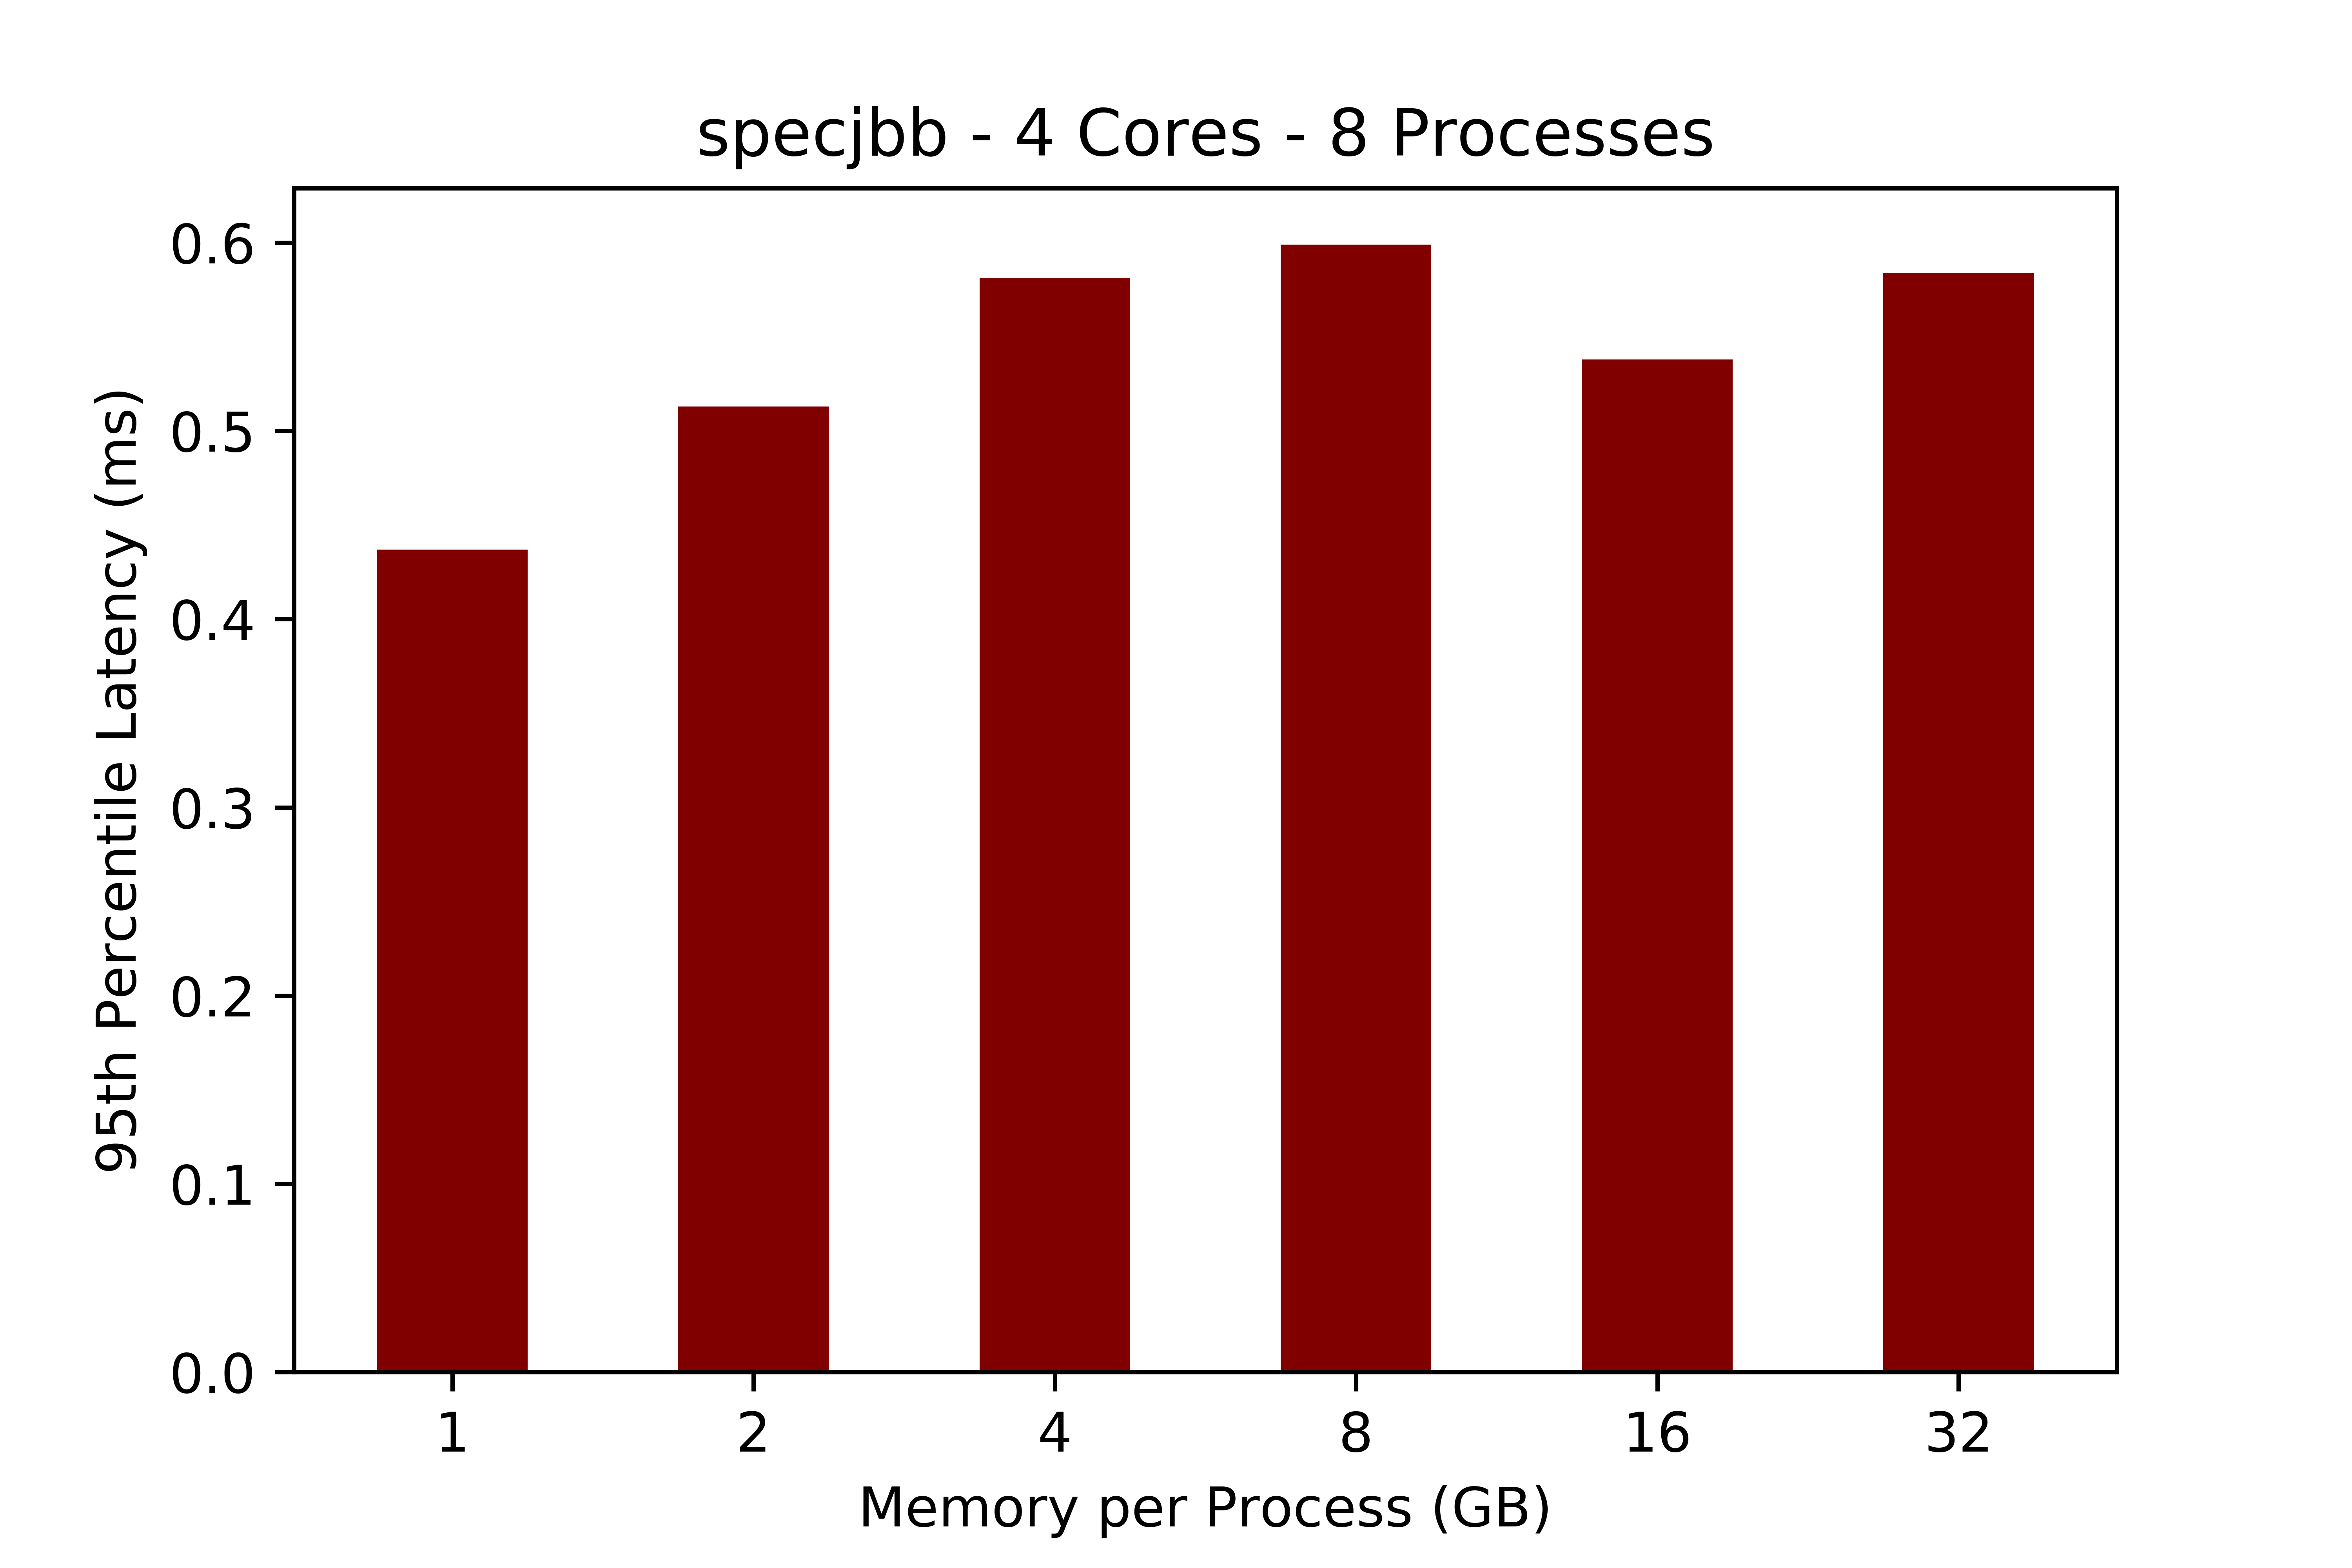 specjbb - 4 Cores - 8 Processes
95th Percentile Latency (ms)
0.6
0.5
0.4
0.3
0.2
0.1
0.0
1 2 4 8 16 32
Memory per Process (GB)